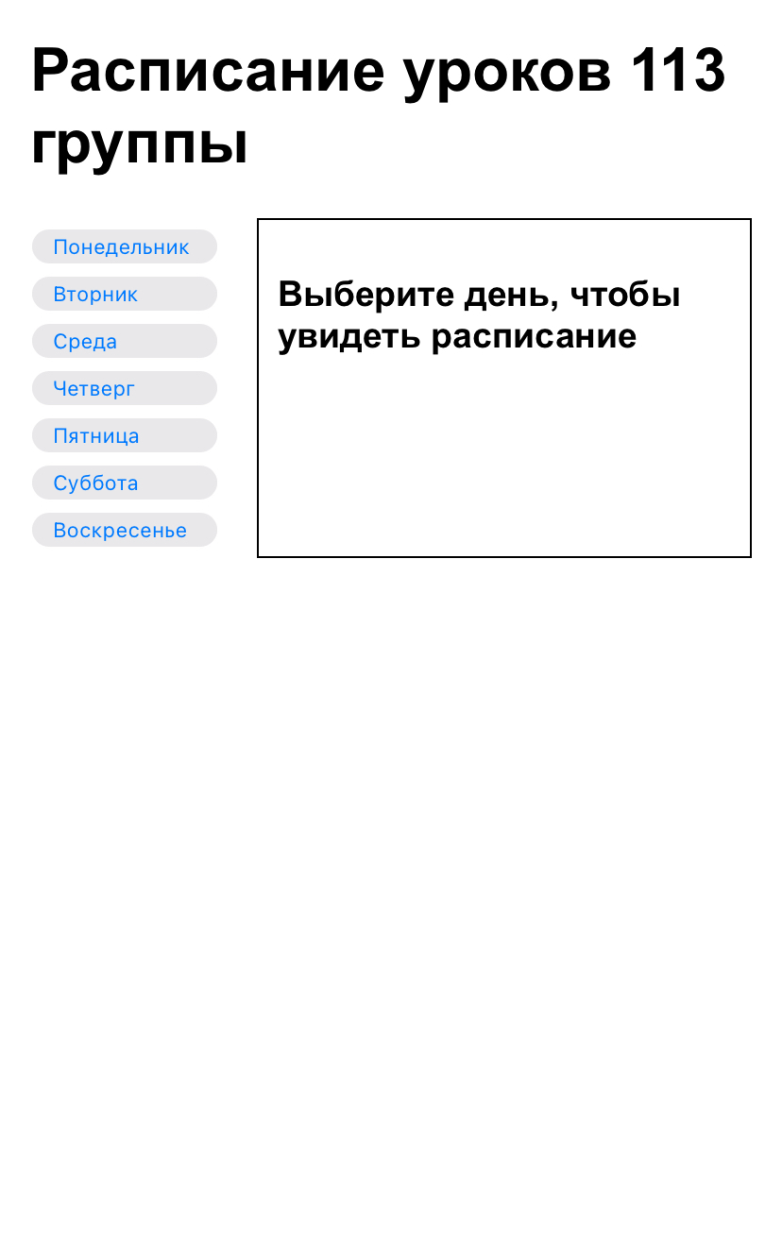 Расписание уроков 113
группы
Понедельник
Вторник
Среда
Четверг
Пятница
Суббота
Воскресенье
Выберите день, чтобы
увидеть расписание